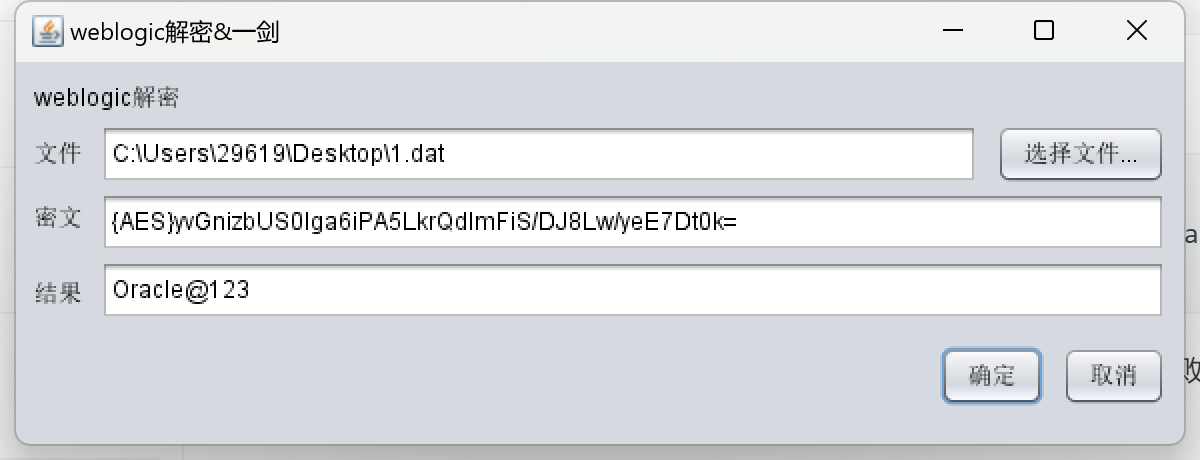 weblogic解密&一剑
weblogic解密
文件 C:\Users\29619\Desktop\1.dat 选择文件...
密文 {AES}yvGnizbUS0lga6iPA5LkrQdlmFiS/DJ8Lw/yeE7Dt0k=
结果 Oracle@123
确定 取消